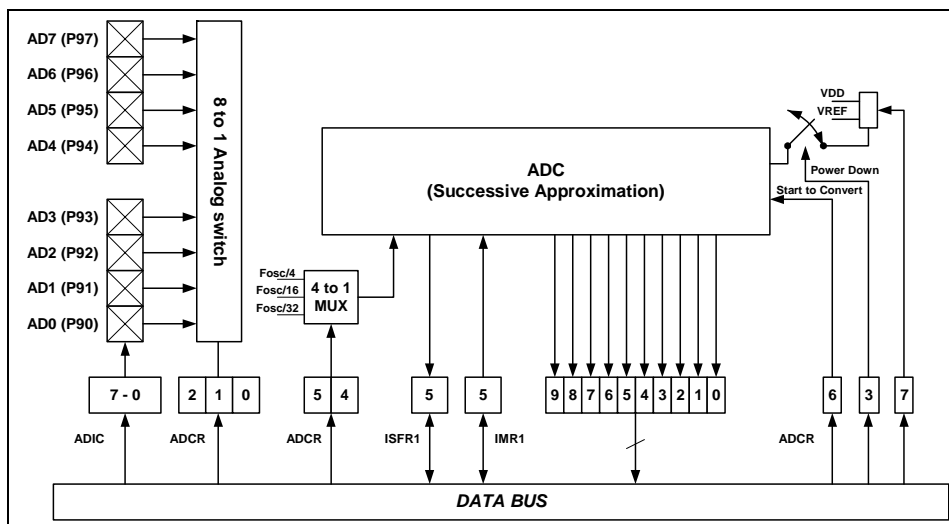 AD7 (P97)
AD6 (P96)
AD5 (P95)
AD4 (P94)
AD3 (P93)
AD2 (P92)
AD1 (P91)
AD0 (P90)
8 to 1 Analog switch
ADC
(Successive Approximation)
VDD
VREF
Power Down
Start to Convert
Fosc/4
Fosc/16
Fosc/32
4 to 1
MUX
7 - 0
2 1 0
5 4
5
5
9 8 7 6 5 4 3 2 1 0
6
3
7
ADIC
ADCR
ADCR
ISFR1
IMR1
ADCR
DATA BUS